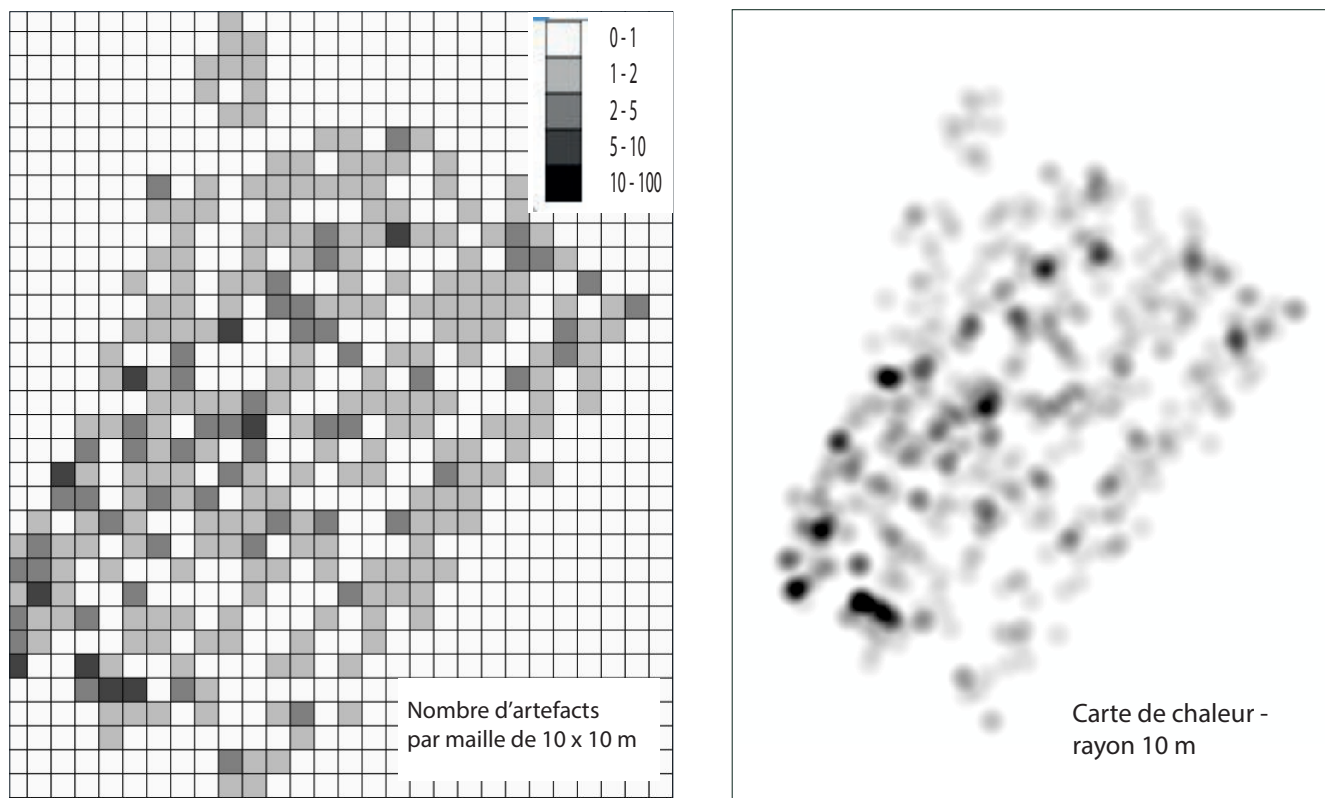 0-1
1-2
2-5
5-10
10-100
Nombre d'artefacts
par maille de 10 x 10 m
Carte de chaleur -
rayon 10 m